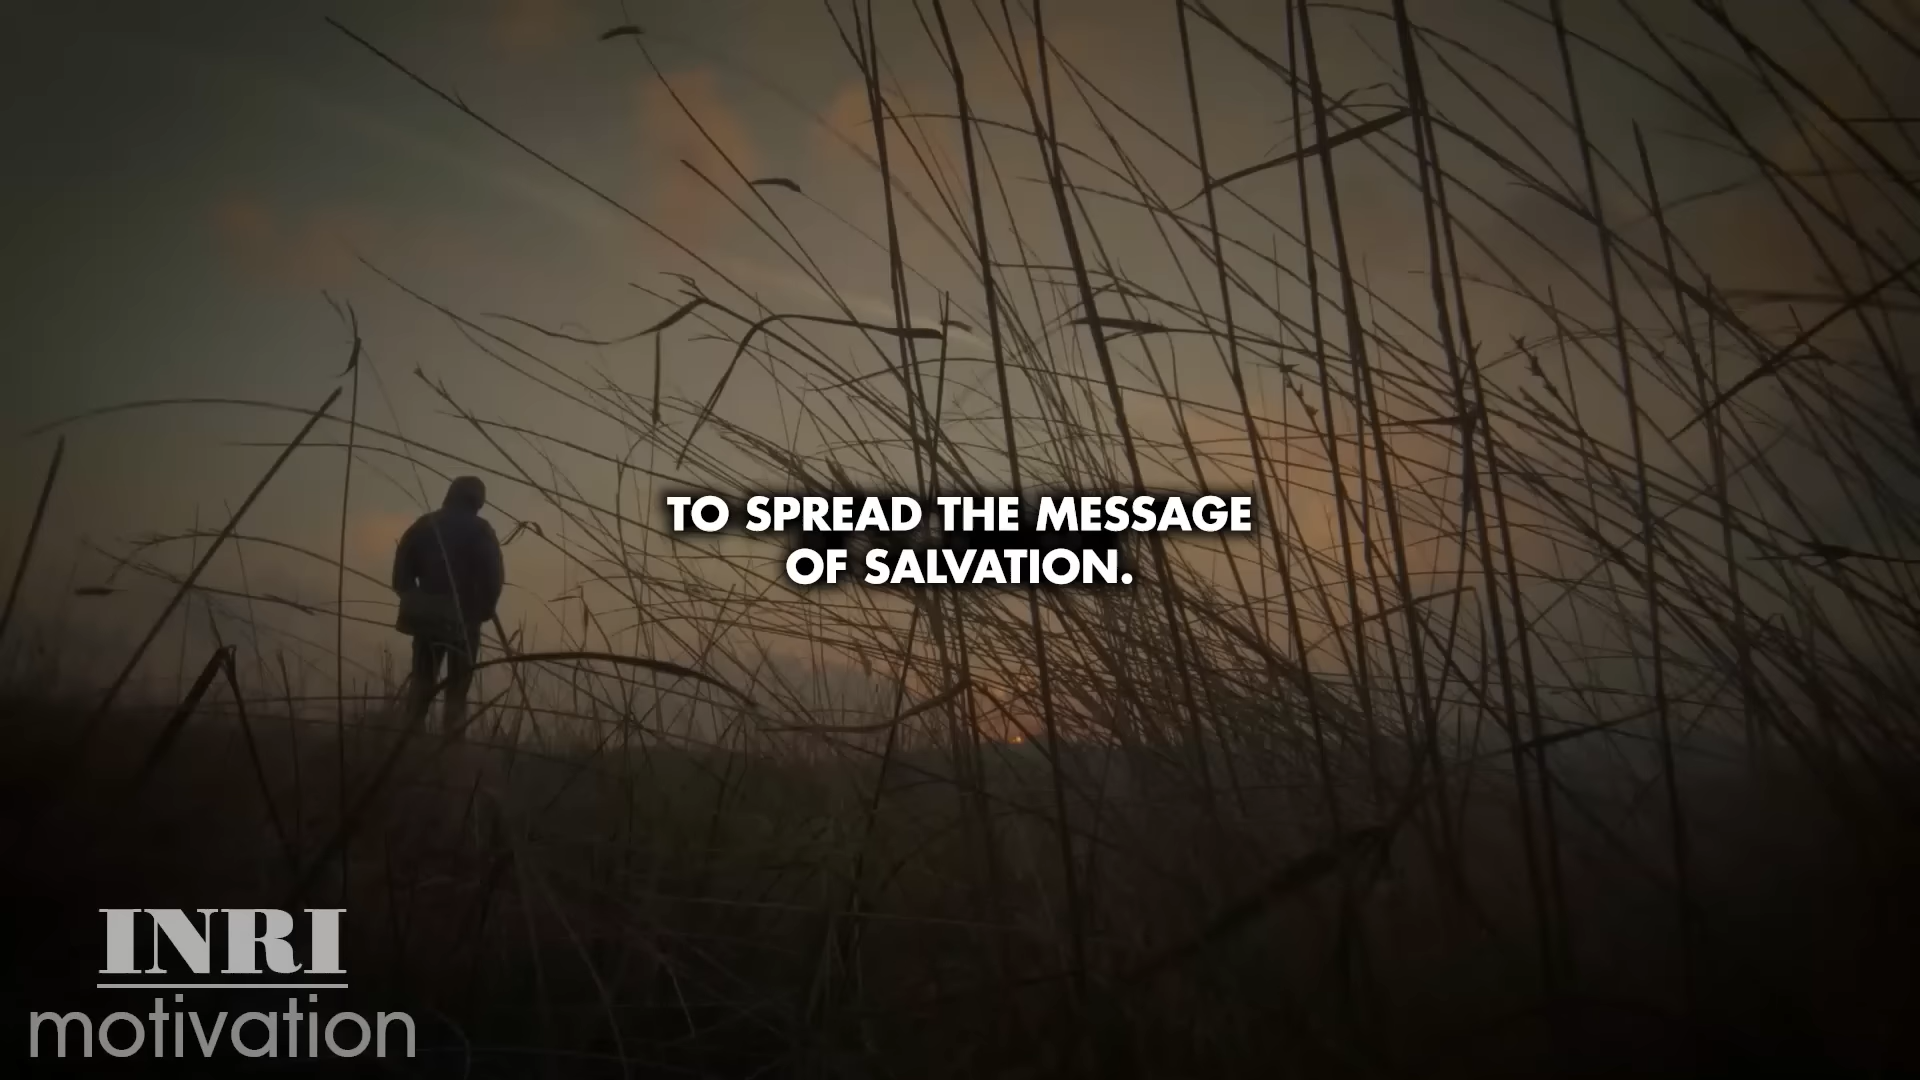 TO SPREAD THE MESSAGE
OF SALVATION.
INRI
motivation